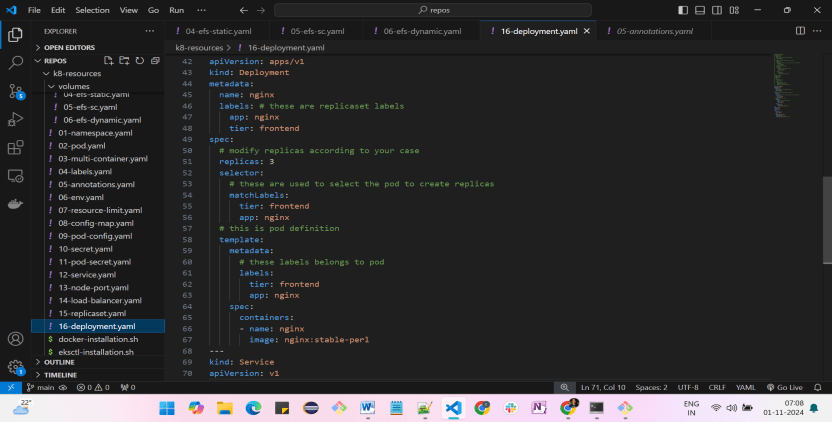 File Edit Selection View Go Run ··· repos
EXPLORER ···
04-efs-static.yaml 05-efs-sc.yaml 06-efs-dynamic.yaml 16-deployment.yaml 05-annotations.yaml
OPEN EDITORS
k8-resources > 16-deployment.yaml
REPOS
k8-resources
volumes
04-efs-static.yaml
05-efs-sc.yaml
06-efs-dynamic.yaml
01-namespace.yaml
02-pod.yaml
03-multi-container.yaml
04-labels.yaml
05-annotations.yaml
06-env.yaml
07-resource-limit.yaml
08-config-map.yaml
09-pod-config.yaml
10-secret.yaml
11-pod-secret.yaml
12-service.yaml
13-node-port.yaml
14-load-balancer.yaml
15-replicaset.yaml
16-deployment.yaml
docker-installation.sh
eksctl-installation.sh
OUTLINE
TIMELINE
42 apiVersion: apps/v1
43 kind: Deployment
44 metadata:
45 name: nginx
46 labels: # these are replicaset labels
47 app: nginx
48 tier: frontend
49 spec:
50 # modify replicas according to your case
51 replicas: 3
52 selector:
53 # these are used to select the pod to create replicas
54 matchLabels:
55 tier: frontend
56 app: nginx
57 # this is pod definition
58 template:
59 metadata:
60 # these labels belongs to pod
61 labels:
62 tier: frontend
63 app: nginx
64 spec:
65 containers:
66 - name: nginx
67 image: nginx:stable-perl
68 ---
69 kind: Service
70 apiVersion: v1
5
1
main 0 0 0 Ln 71, Col 10 Spaces: 2 UTF-8 CRLF YAML Go Live
22°
ENG
IN
07:08
01-11-2024